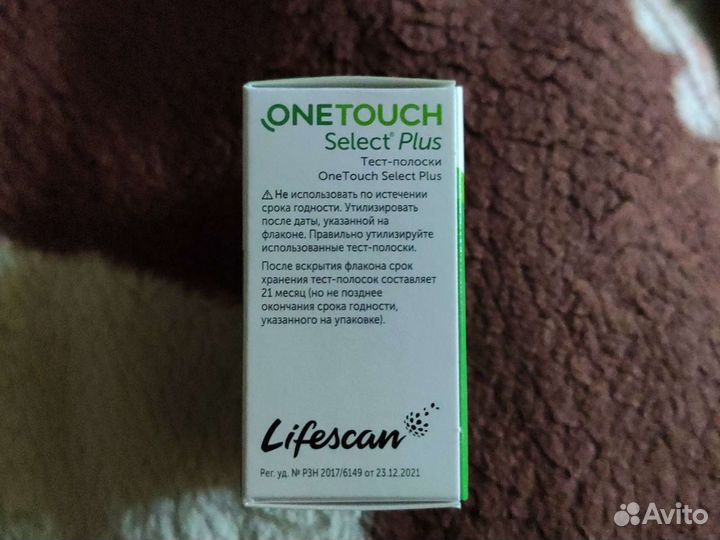 ONETOUCH
Select® Plus
Тест-полоски
OneTouch Select Plus
⚠ Не использовать по истечении
срока годности. Утилизировать
после даты, указанной на
флаконе. Правильно утилизируйте
использованные тест-полоски.
После вскрытия флакона срок
хранения тест-полосок составляет
21 месяц (но не позднее
окончания срока годности,
указанного на упаковке).
Lifescan
Рег. уд. № РЗН 2017/6149 от 23.12.2021
Avito